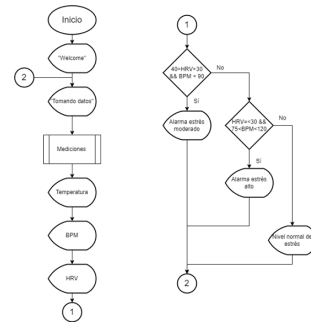 Inicio
"Welcome"
2
"Tomando datos"
Mediciones
Temperatura
BPM
HRV
1
1
40>HRV>30
&& BPM = 90
No
Sí
Alarma estrés
moderado
HRV=<30 &&
75<BPM<120
No
Sí
Alarma estrés
alto
Nivel normal de
estrés
2